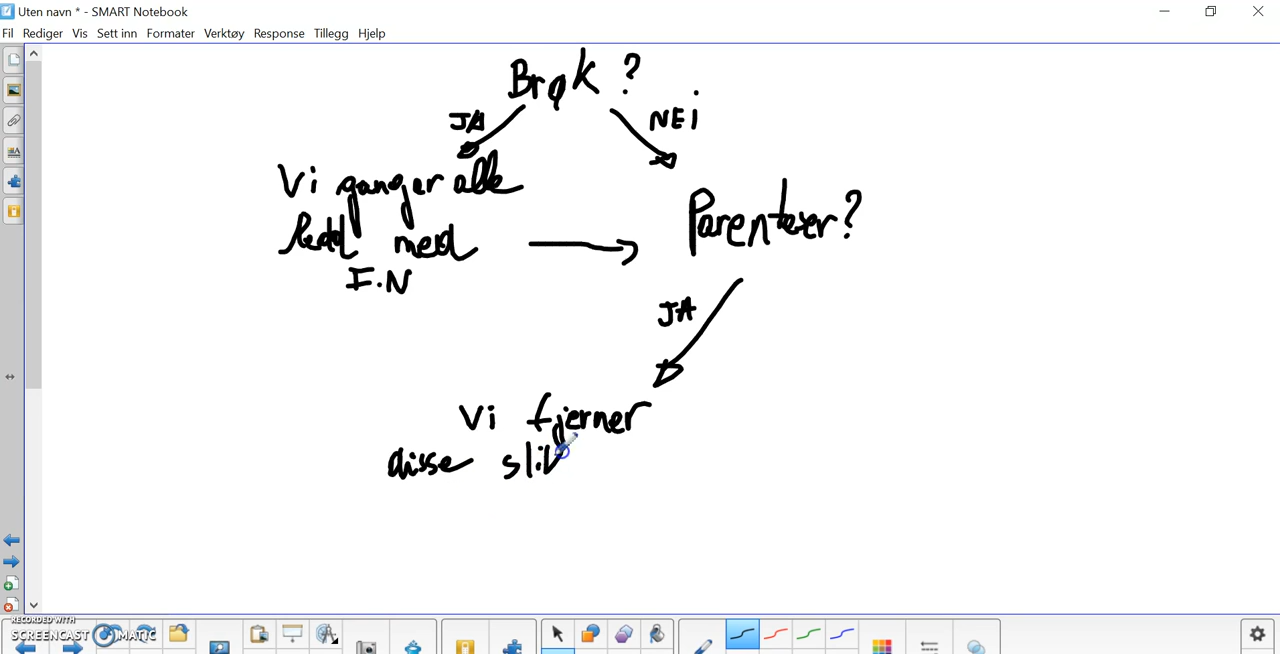 Uten navn * - SMART Notebook
Fil Rediger Vis Sett inn Formater Verktøy Response Tillegg Hjelp
Brøk ?
JA
NEi
Vi ganger alle
ledd med
F.N
Parenteser?
JA
Vi fjerner
disse sli
RECORDED WITH
SCREENCAST MATIC